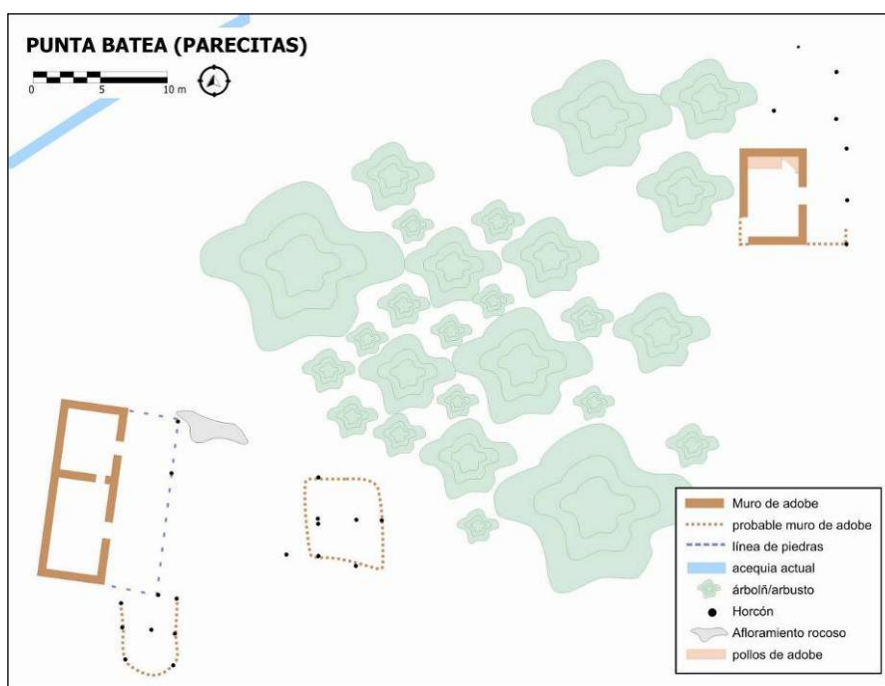 PUNTA BATEA (PARECITAS)
0 5 10 m
Muro de adobe
probable muro de adobe
línea de piedras
acequia actual
árbolñ/arbusto
Horcón
Afloramiento rocoso
pollos de adobe